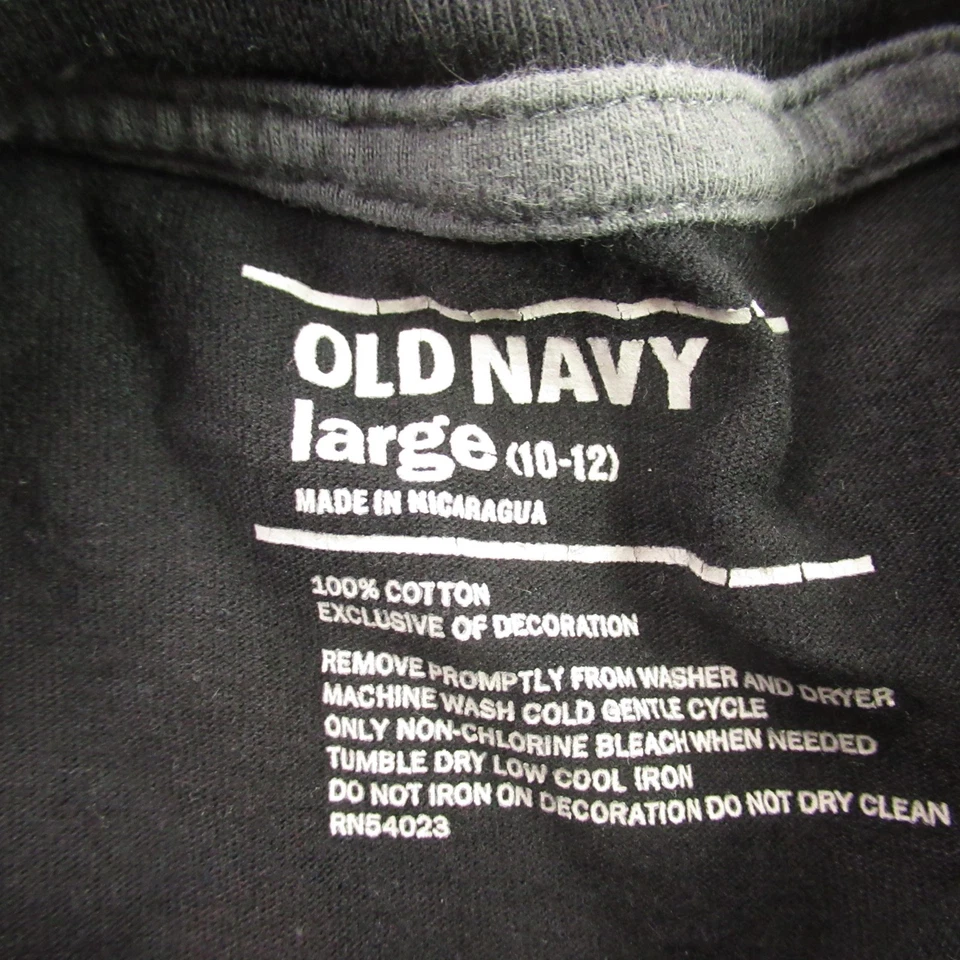 OLD NAVY
large (10-12)
MADE IN NICARAGUA
100% COTTON
EXCLUSIVE OF DECORATION
REMOVE PROMPTLY FROM WASHER AND DRYER
MACHINE WASH COLD GENTLE CYCLE
ONLY NON-CHLORINE BLEACH WHEN NEEDED
TUMBLE DRY LOW COOL IRON
DO NOT IRON ON DECORATION DO NOT DRY CLEAN
RN54023